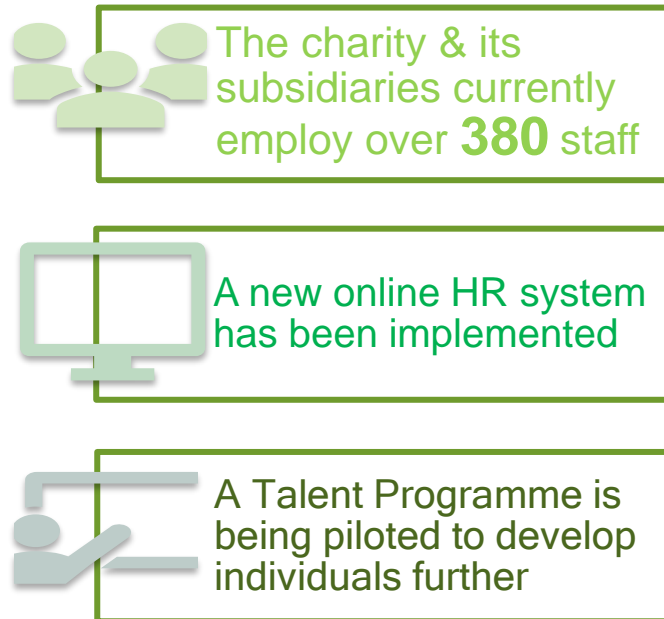 The charity & its
subsidiaries currently
employ over 380 staff
A new online HR system
has been implemented
A Talent Programme is
being piloted to develop
individuals further